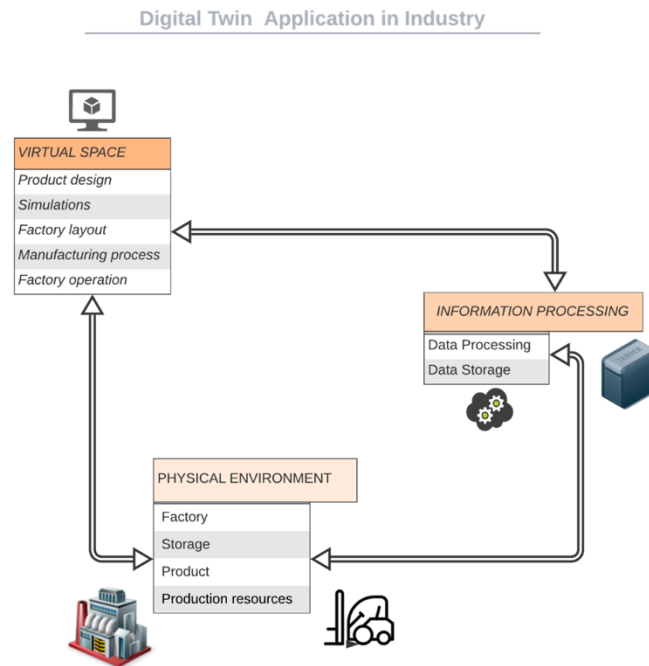 Digital Twin Application in Industry
VIRTUAL SPACE
Product design
Simulations
Factory layout
Manufacturing process
Factory operation
INFORMATION PROCESSING
Data Processing
Data Storage
SERVER
PHYSICAL ENVIRONMENT
Factory
Storage
Product
Production resources